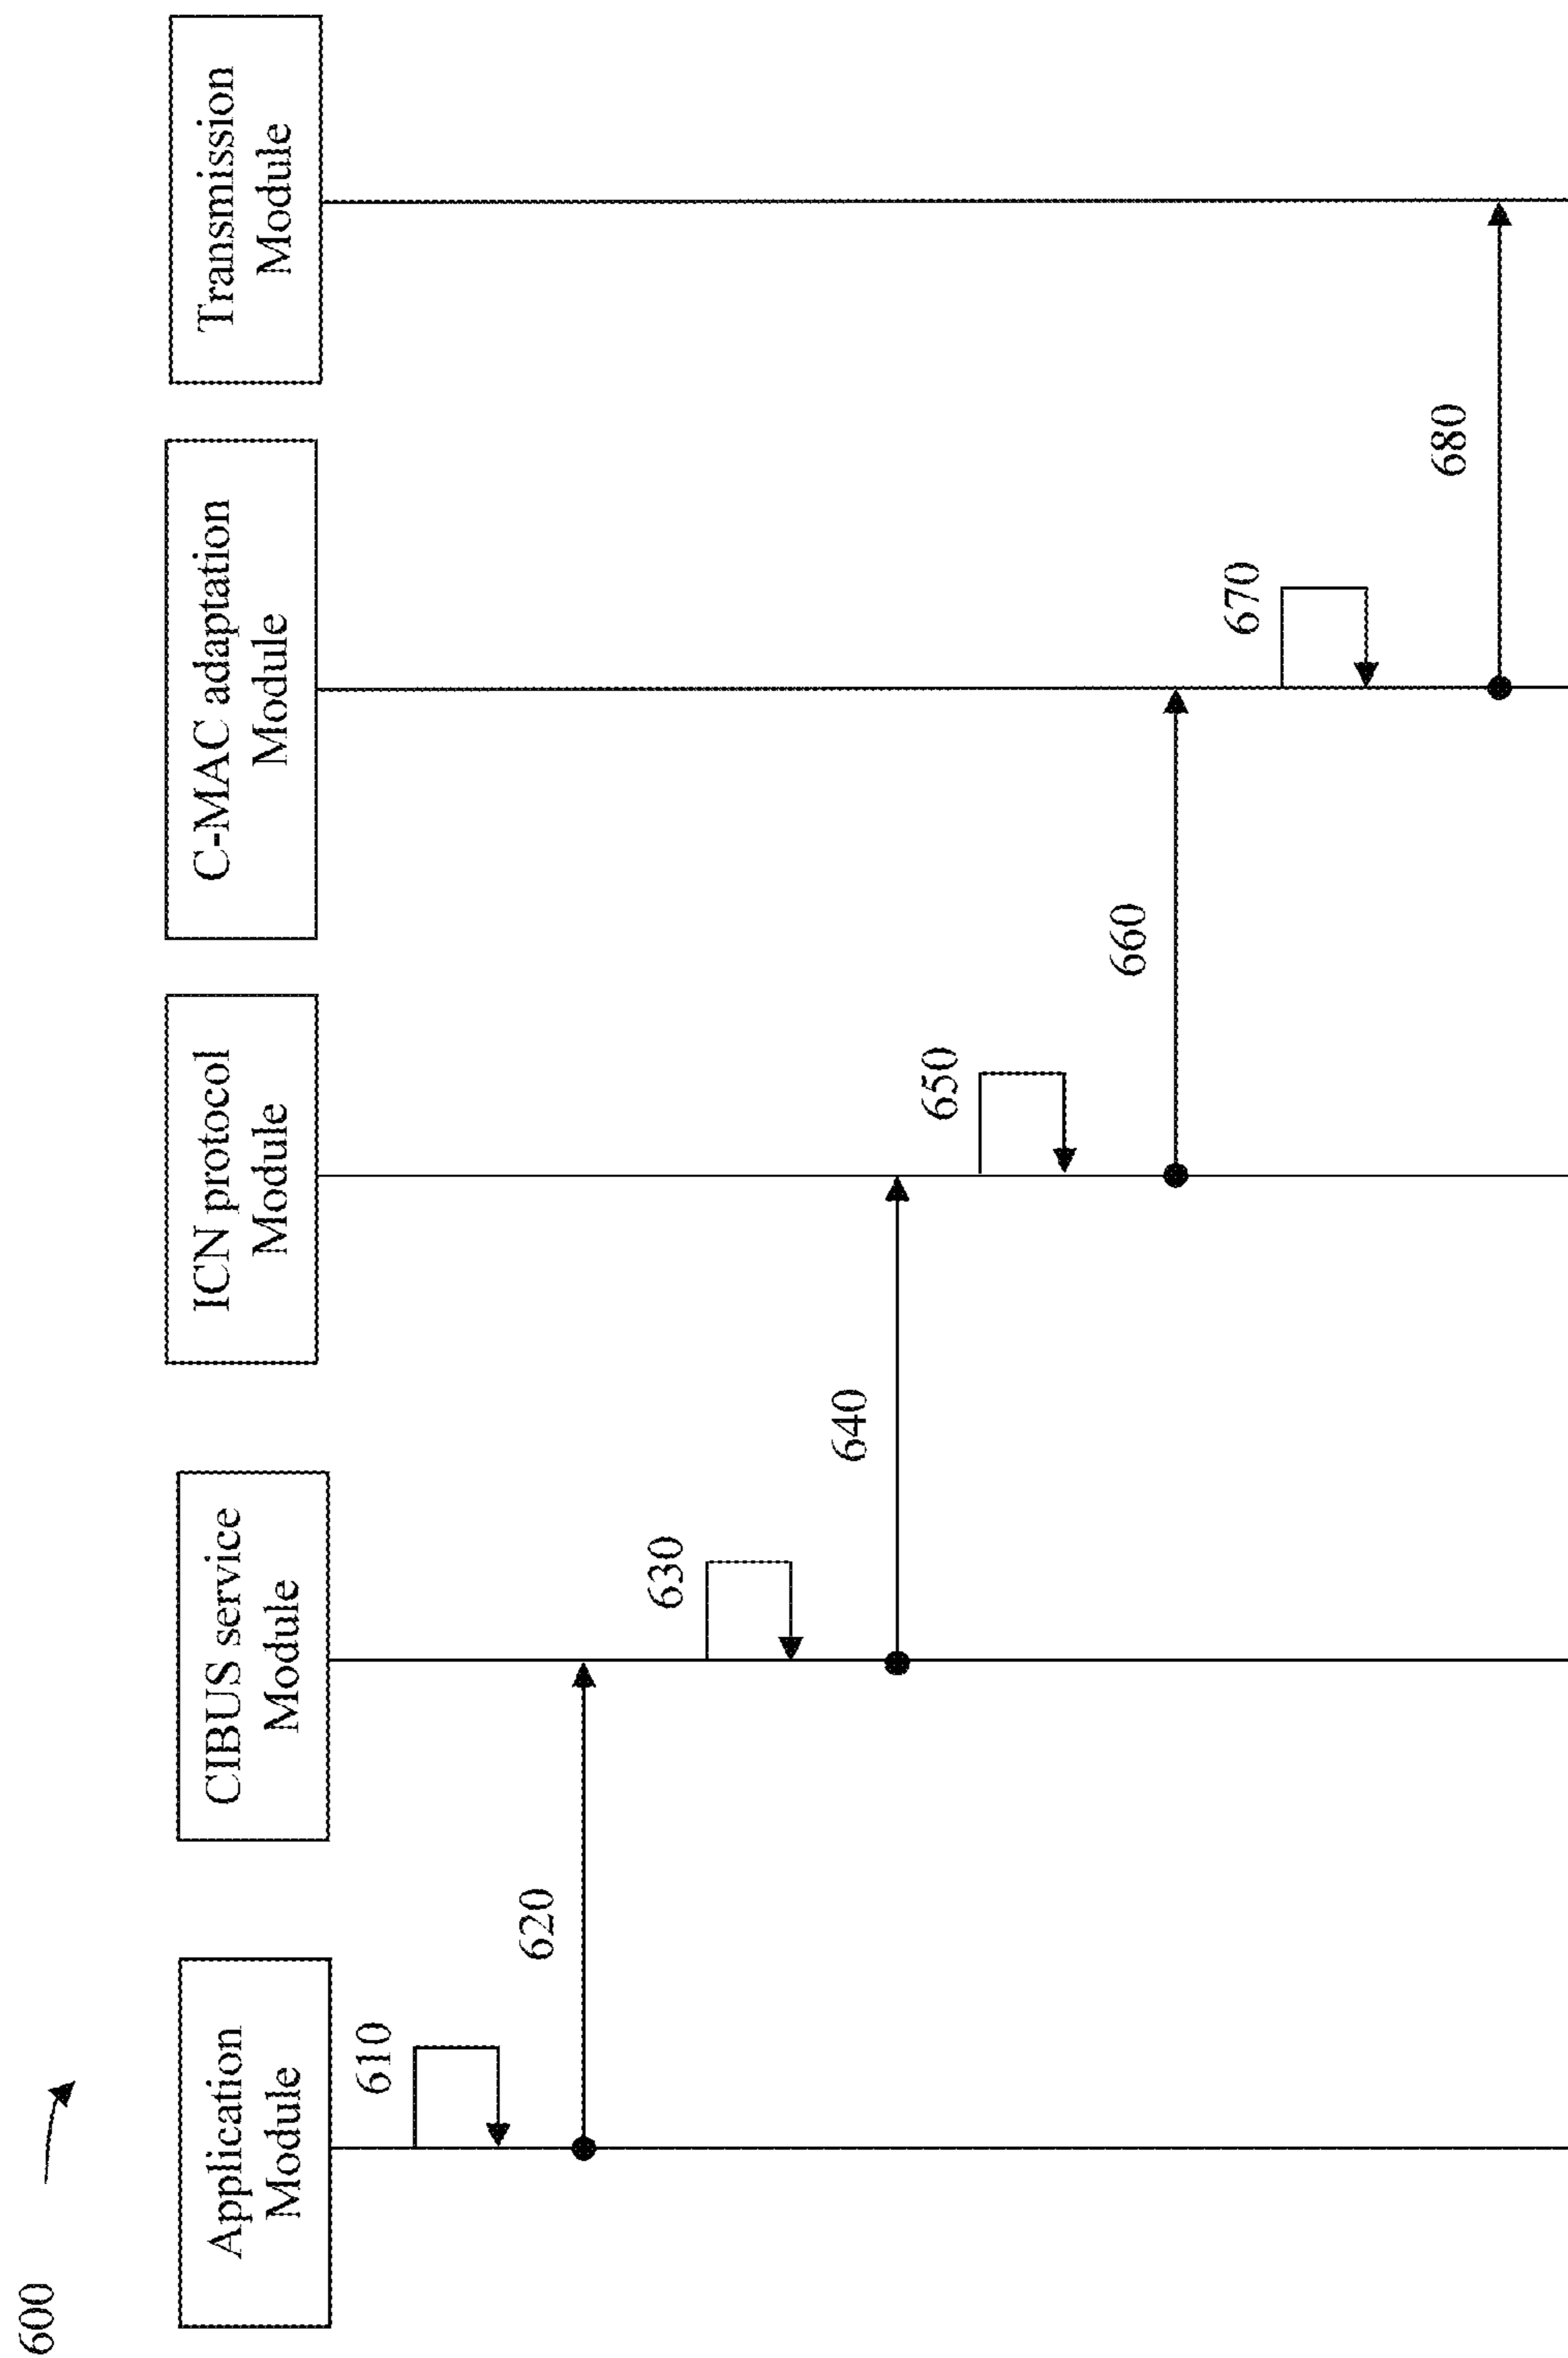 600
Application
Module
CIBUS service
Module
ICN protocol
Module
C-MAC adaptation
Module
Transmission
Module
610
620
630
640
650
660
670
680